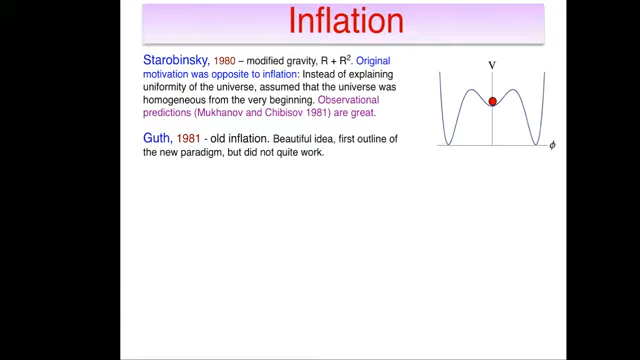 Inflation
Starobinsky, 1980 – modified gravity, R + R². Original
motivation was opposite to inflation: Instead of explaining
uniformity of the universe, assumed that the universe was
homogeneous from the very beginning. Observational
predictions (Mukhanov and Chibisov 1981) are great.
V
Guth, 1981 - old inflation. Beautiful idea, first outline of
the new paradigm, but did not quite work.
ϕ